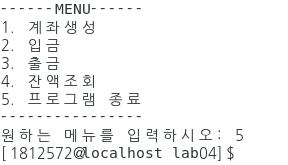 ------MENU------
1. 계좌생성
2. 입금
3. 출금
4. 잔액조회
5. 프로그램 종료
----------------
원하는 메뉴를 입력하시오: 5
[1812572@localhost lab04]$